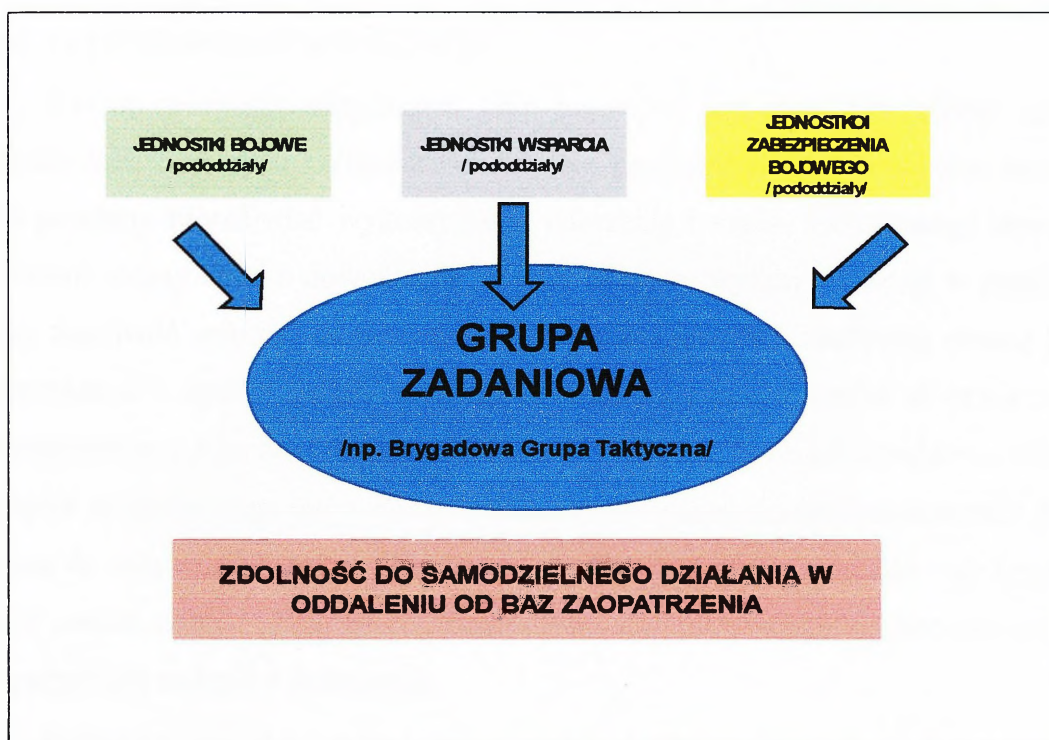 JEDNOSTKI BOJOWE
/pododdziały/
JEDNOSTKI WSPARCIA
/pododdziały/
JEDNOSTKOI
ZABEZPIECZENIA
BOJOWEGO
/pododdziały/
GRUPA
ZADANIOWA
/np. Brygadowa Grupa Taktyczna/
ZDOLNOŚĆ DO SAMODZIELNEGO DZIAŁANIA W
ODDALENIU OD BAZ ZAOPATRZENIA